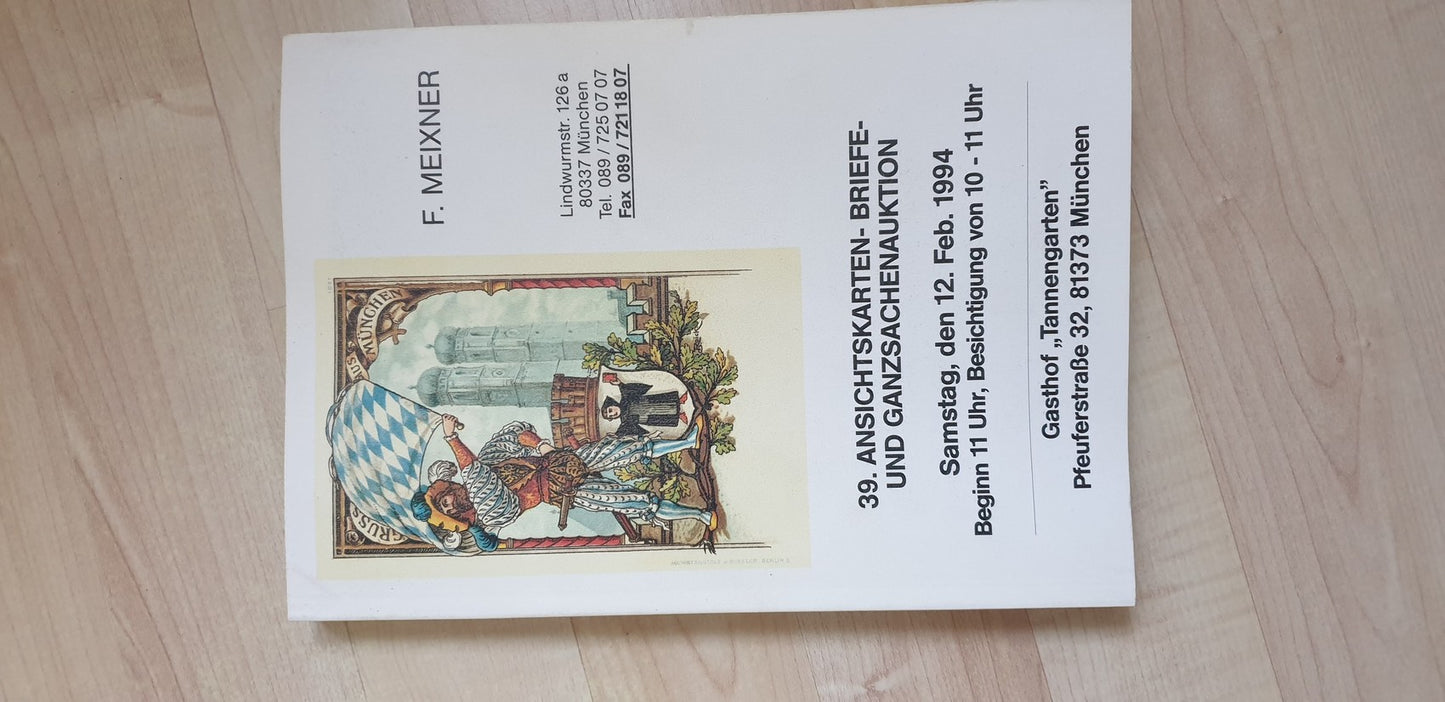 F. MEIXNER
Lindwurmstr. 126 a
80337 München
Tel. 089 / 725 07 07
Fax 089 / 721 18 07
GRUSS AUS MÜNCHEN
39. ANSICHTSKARTEN- BRIEFE-
UND GANZSACHENAUKTION
Samstag, den 12. Feb. 1994
Beginn 11 Uhr, Besichtigung von 10 - 11 Uhr
Gasthof „Tannengarten”
Pfeuferstraße 32, 81373 München